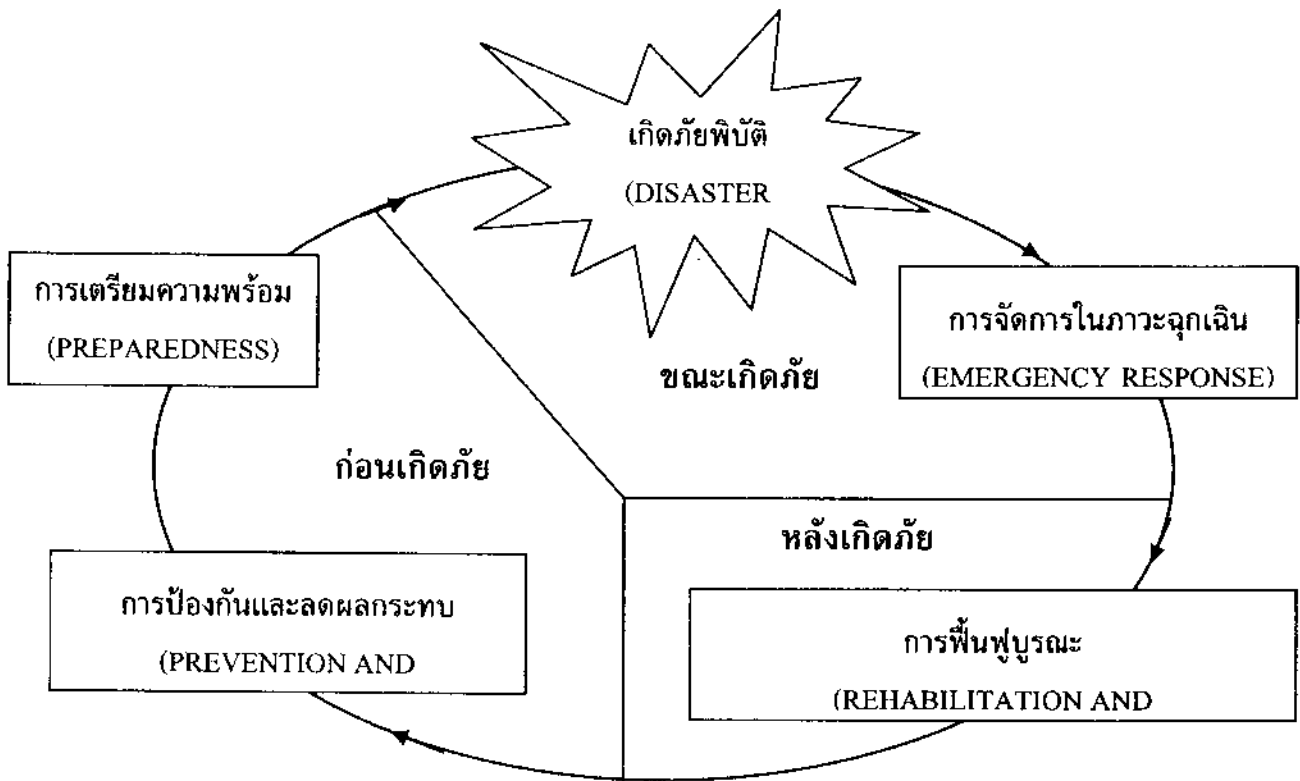 เกิดภัยพิบัติ
(DISASTER
การเตรียมความพร้อม
(PREPAREDNESS)
การจัดการในภาวะฉุกเฉิน
(EMERGENCY RESPONSE)
ขณะเกิดภัย
ก่อนเกิดภัย
หลังเกิดภัย
การป้องกันและลดผลกระทบ
(PREVENTION AND
การฟื้นฟูบูรณะ
(REHABILITATION AND